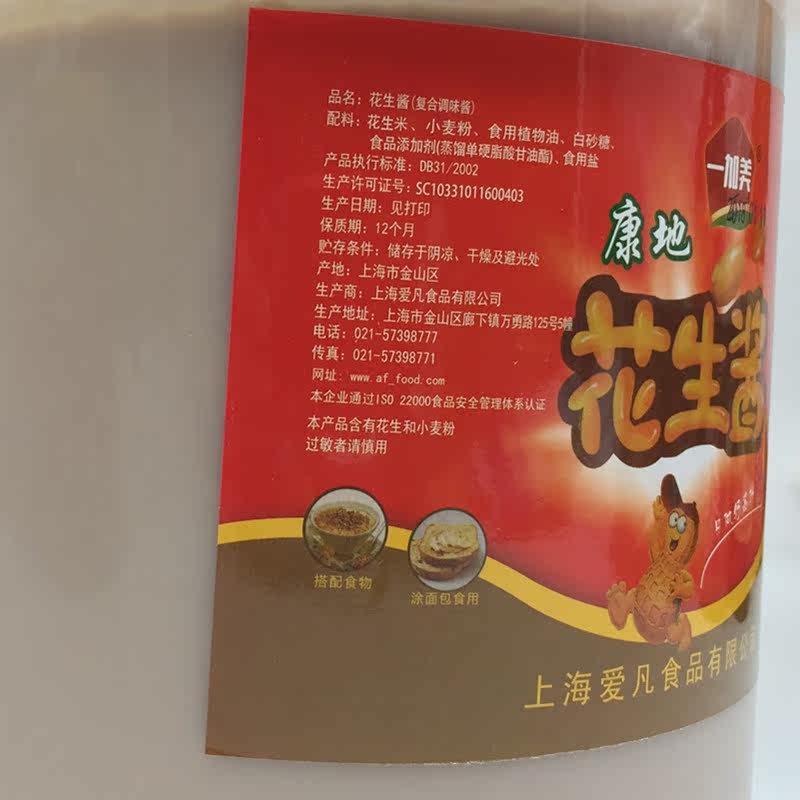 品名：花生酱(复合调味酱)
配料：花生米、小麦粉、食用植物油、白砂糖、
食品添加剂(蒸馏单硬脂酸甘油酯)、食用盐
产品执行标准：DB31/2002
生产许可证号：SC10331011600403
生产日期：见打印
保质期：12个月
贮存条件：储存于阴凉、干燥及避光处
产地：上海市金山区
生产商：上海爱凡食品有限公司
生产地址：上海市金山区廊下镇万勇路125号5幢
电话：021-57398777
传真：021-57398771
网址：www.af_food.com
本企业通过ISO 22000食品安全管理体系认证
本产品含有花生和小麦粉
过敏者请慎用
搭配食物
涂面包食用
一加美
®
康地
花生酱
上海爱凡食品有限公司